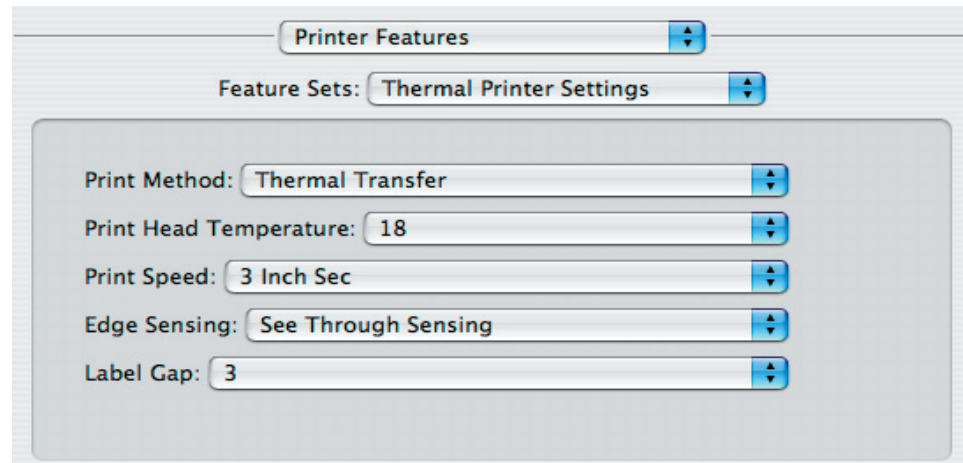 Printer Features
Feature Sets: Thermal Printer Settings
Print Method: Thermal Transfer
Print Head Temperature: 18
Print Speed: 3 Inch Sec
Edge Sensing: See Through Sensing
Label Gap: 3